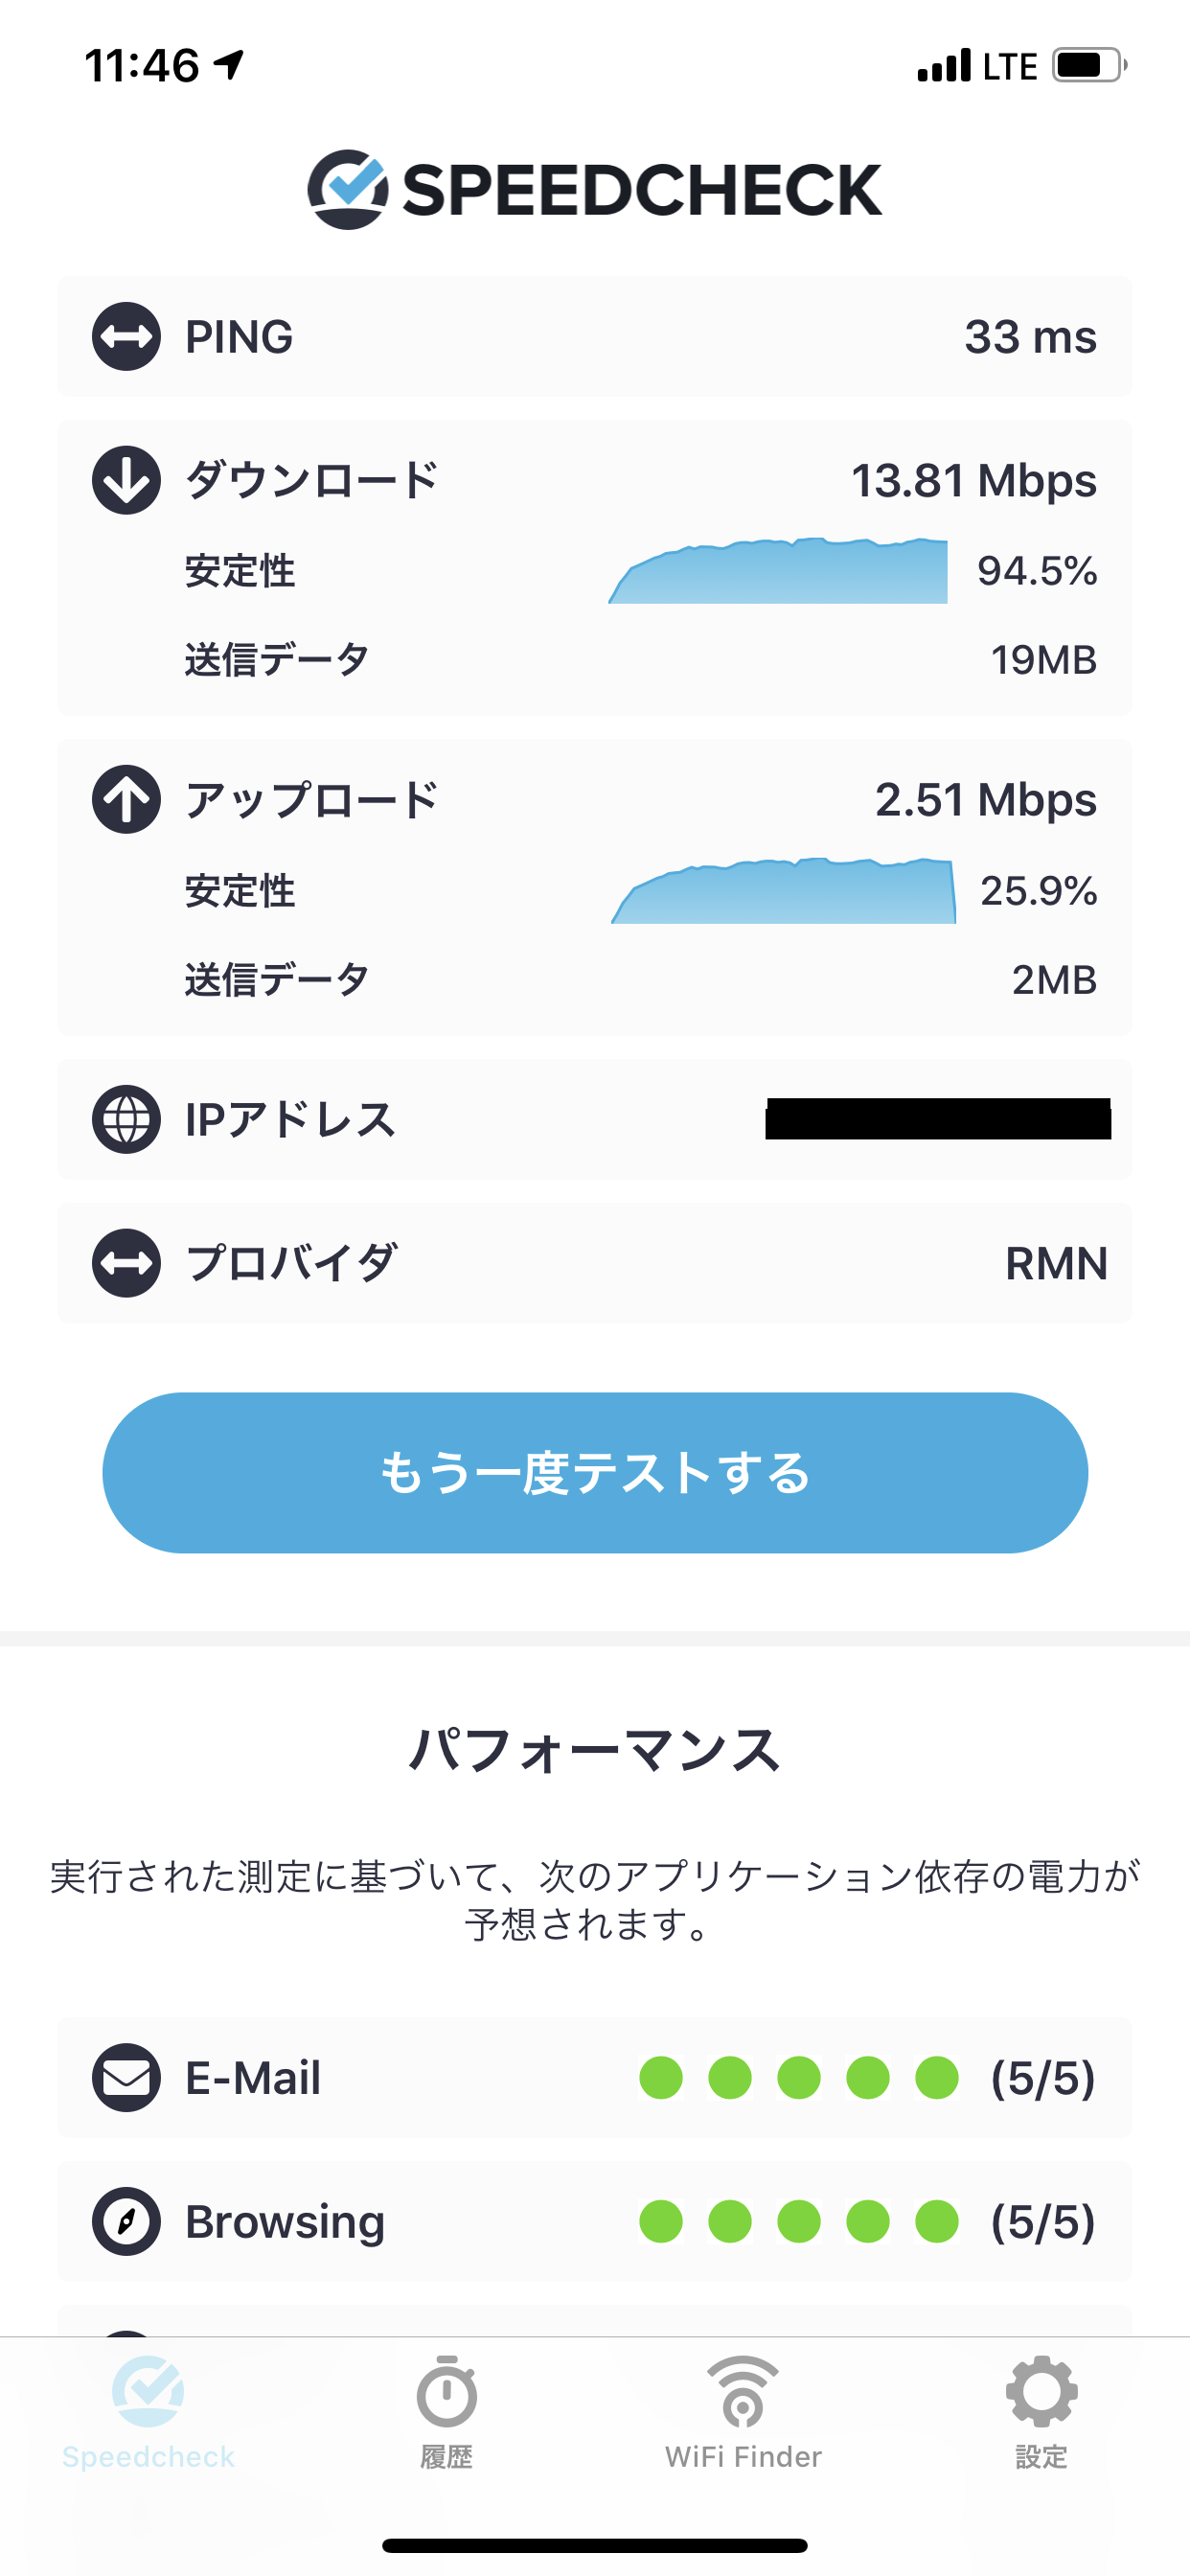 11:46 LTE
SPEEDCHECK
PING 33 ms
ダウンロード 13.81 Mbps
安定性 94.5%
送信データ 19MB
アップロード 2.51 Mbps
安定性 25.9%
送信データ 2MB
IPアドレス
プロバイダ RMN
もう一度テストする
パフォーマンス
実行された測定に基づいて、次のアプリケーション依存の電力が
予想されます。
E-Mail (5/5)
Browsing (5/5)
Speedcheck 履歴 WiFi Finder 設定